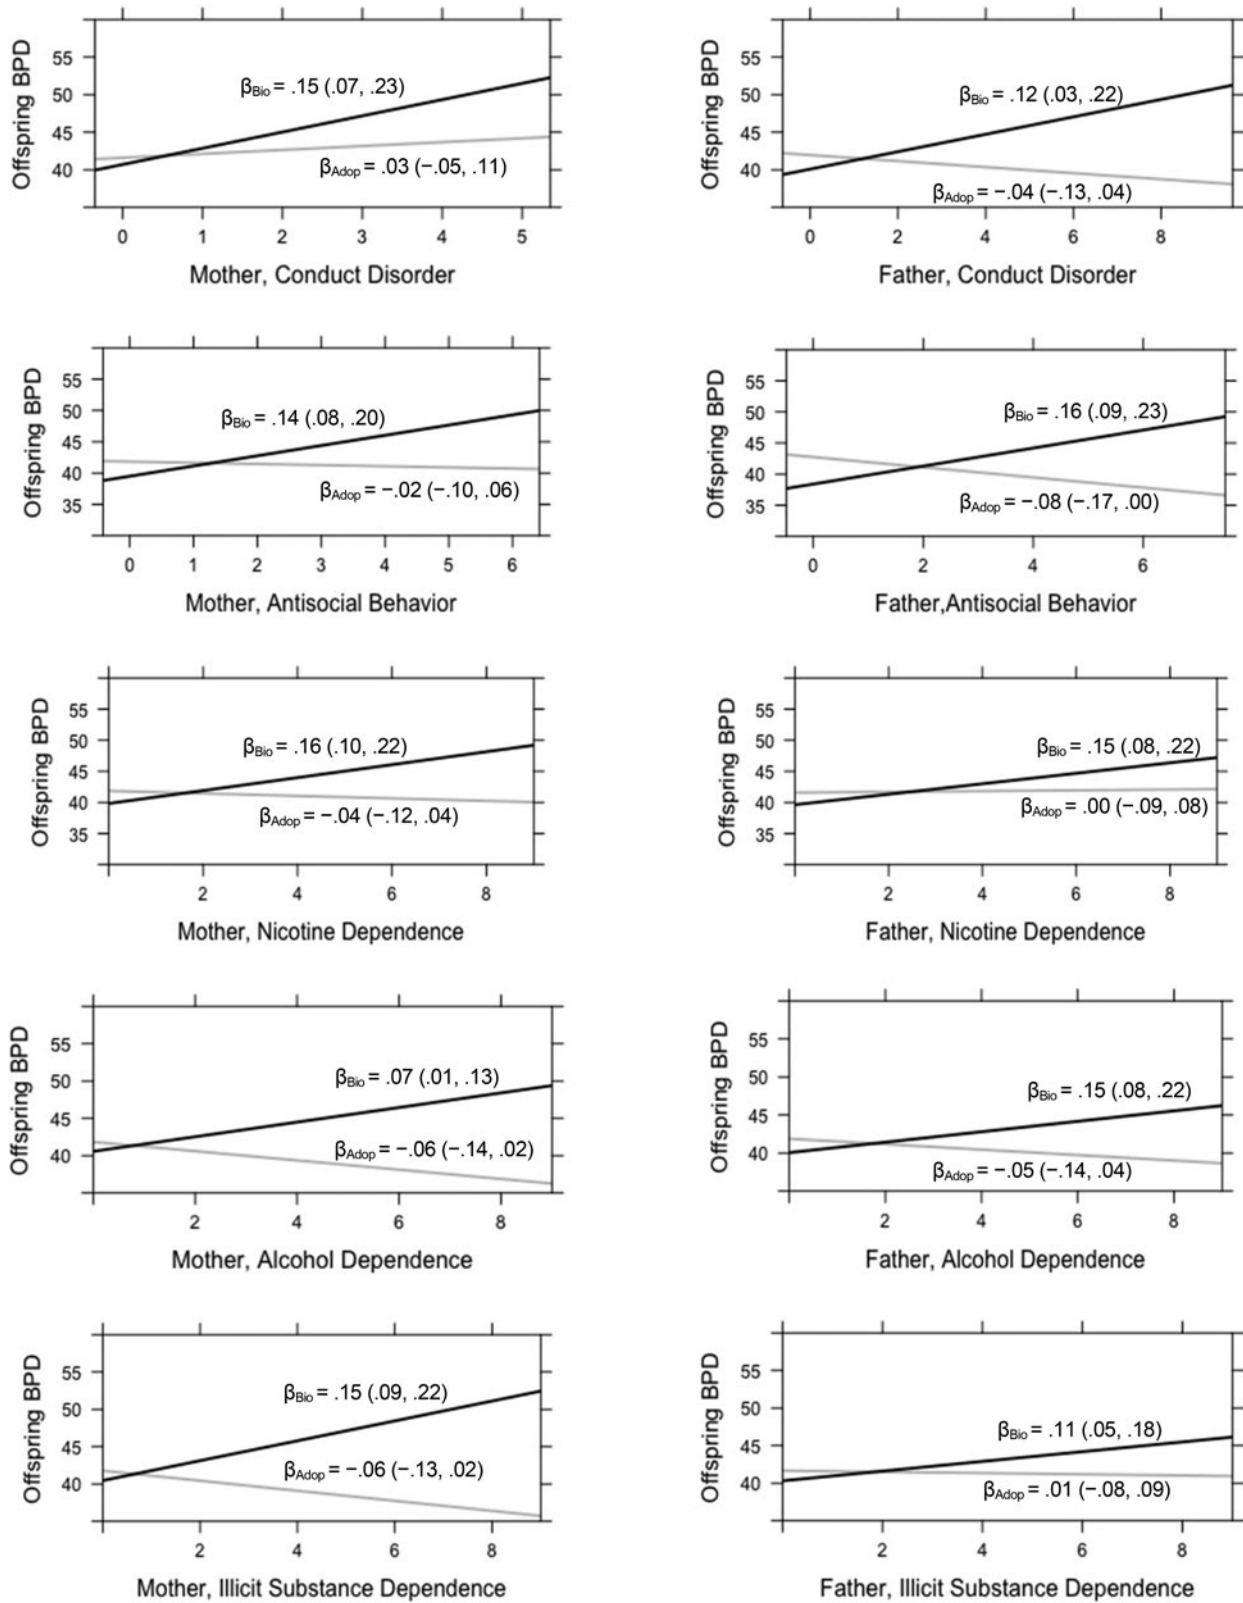 Offspring BPD
55
50
45
40
βBio = .15 (.07, .23)
βAdop = .03 (−.05, .11)
0 1 2 3 4 5
Mother, Conduct Disorder
Offspring BPD
55
50
45
40
βBio = .12 (.03, .22)
βAdop = −.04 (−.13, .04)
0 2 4 6 8
Father, Conduct Disorder
Offspring BPD
55
50
45
40
35
βBio = .14 (.08, .20)
βAdop = −.02 (−.10, .06)
0 1 2 3 4 5 6
Mother, Antisocial Behavior
Offspring BPD
55
50
45
40
35
βBio = .16 (.09, .23)
βAdop = −.08 (−.17, .00)
0 2 4 6
Father,Antisocial Behavior
Offspring BPD
55
50
45
40
35
βBio = .16 (.10, .22)
βAdop = −.04 (−.12, .04)
2 4 6 8
Mother, Nicotine Dependence
Offspring BPD
55
50
45
40
35
βBio = .15 (.08, .22)
βAdop = .00 (−.09, .08)
2 4 6 8
Father, Nicotine Dependence
Offspring BPD
55
50
45
40
βBio = .07 (.01, .13)
βAdop = −.06 (−.14, .02)
2 4 6 8
Mother, Alcohol Dependence
Offspring BPD
55
50
45
40
βBio = .15 (.08, .22)
βAdop = −.05 (−.14, .04)
2 4 6 8
Father, Alcohol Dependence
Offspring BPD
55
50
45
40
βBio = .15 (.09, .22)
βAdop = −.06 (−.13, .02)
2 4 6 8
Mother, Illicit Substance Dependence
Offspring BPD
55
50
45
40
βBio = .11 (.05, .18)
βAdop = .01 (−.08, .09)
2 4 6 8
Father, Illicit Substance Dependence